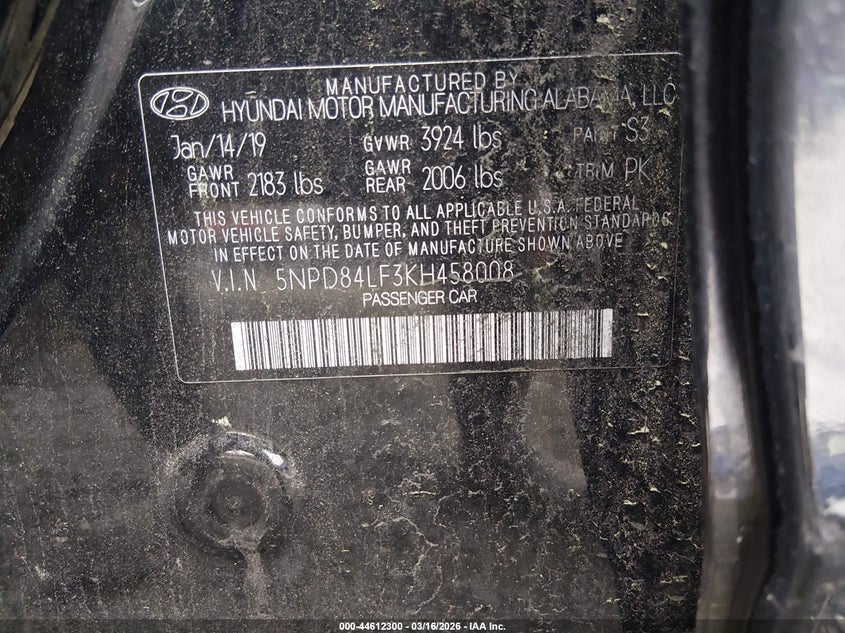 MANUFACTURED BY
HYUNDAI MOTOR MANUFACTURING ALABAMA, LLC
Jan/14/19 GVWR 3924 lbs PAINT S3
GAWR FRONT 2183 lbs GAWR REAR 2006 lbs TRIM PK
THIS VEHICLE CONFORMS TO ALL APPLICABLE U.S.A. FEDERAL
MOTOR VEHICLE SAFETY, BUMPER, AND THEFT PREVENTION STANDARDS
IN EFFECT ON THE DATE OF MANUFACTURE SHOWN ABOVE
V.I.N 5NPD84LF3KH458008
PASSENGER CAR
000-44612300 - 03/16/2026 - IAA Inc.